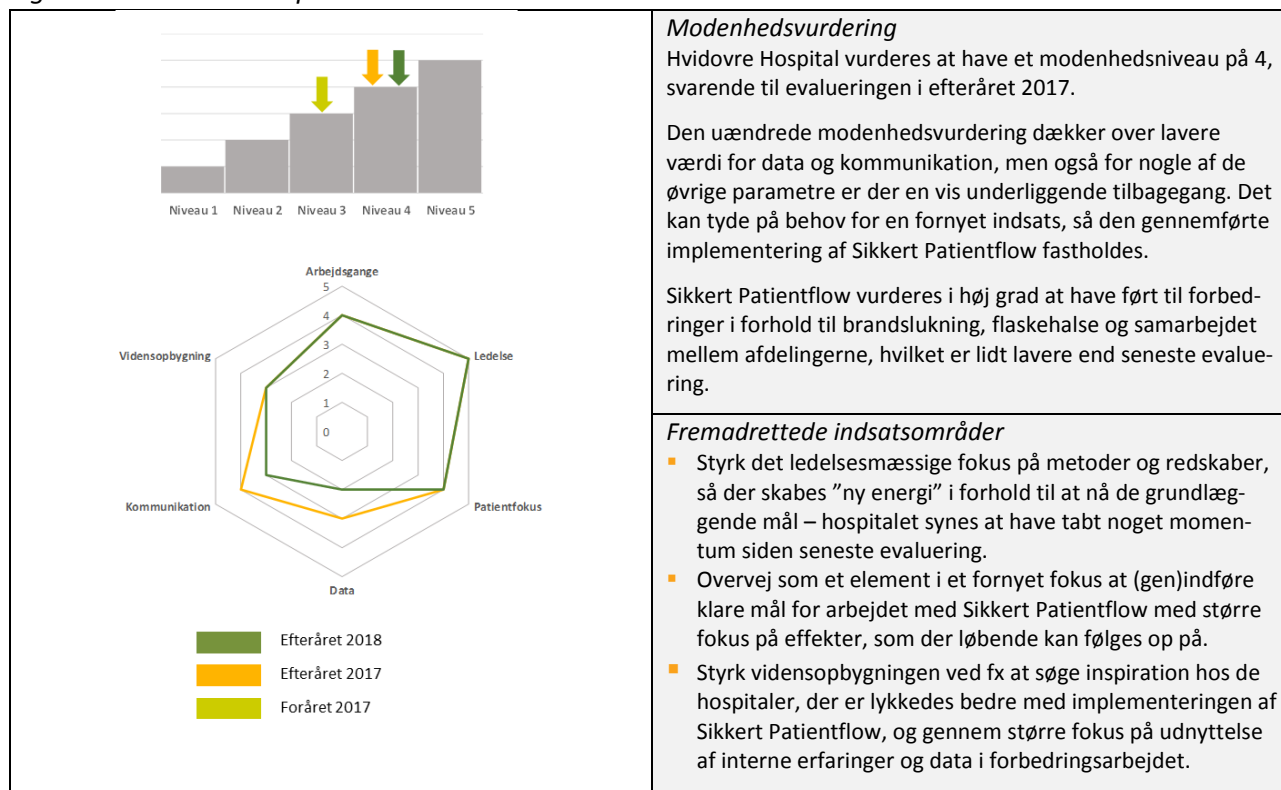 Niveau 1 Niveau 2 Niveau 3 Niveau 4 Niveau 5
Arbejdsgange
5
4
3
2
1
0
Vidensopbygning
Ledelse
Kommunikation
Patientfokus
Data
Efteråret 2018
Efteråret 2017
Foråret 2017
Modenhedsvurdering
Hvidovre Hospital vurderes at have et modenhedsniveau på 4,
svarende til evalueringen i efteråret 2017.
Den uændrede modenhedsvurdering dækker over lavere
værdi for data og kommunikation, men også for nogle af de
øvrige parametre er der en vis underliggende tilbagegang. Det
kan tyde på behov for en fornyet indsats, så den gennemførte
implementering af Sikkert Patientflow fastholdes.
Sikkert Patientflow vurderes i høj grad at have ført til forbed-
ringer i forhold til brandslukning, flaskehalse og samarbejdet
mellem afdelingerne, hvilket er lidt lavere end seneste evalue-
ring.
Fremadrettede indsatsområder
▪ Styrk det ledelsesmæssige fokus på metoder og redskaber,
så der skabes ”ny energi” i forhold til at nå de grundlæg-
gende mål – hospitalet synes at have tabt noget momen-
tum siden seneste evaluering.
▪ Overvej som et element i et fornyet fokus at (gen)indføre
klare mål for arbejdet med Sikkert Patientflow med større
fokus på effekter, som der løbende kan følges op på.
▪ Styrk vidensopbygningen ved fx at søge inspiration hos de
hospitaler, der er lykkedes bedre med implementeringen af
Sikkert Patientflow, og gennem større fokus på udnyttelse
af interne erfaringer og data i forbedringsarbejdet.